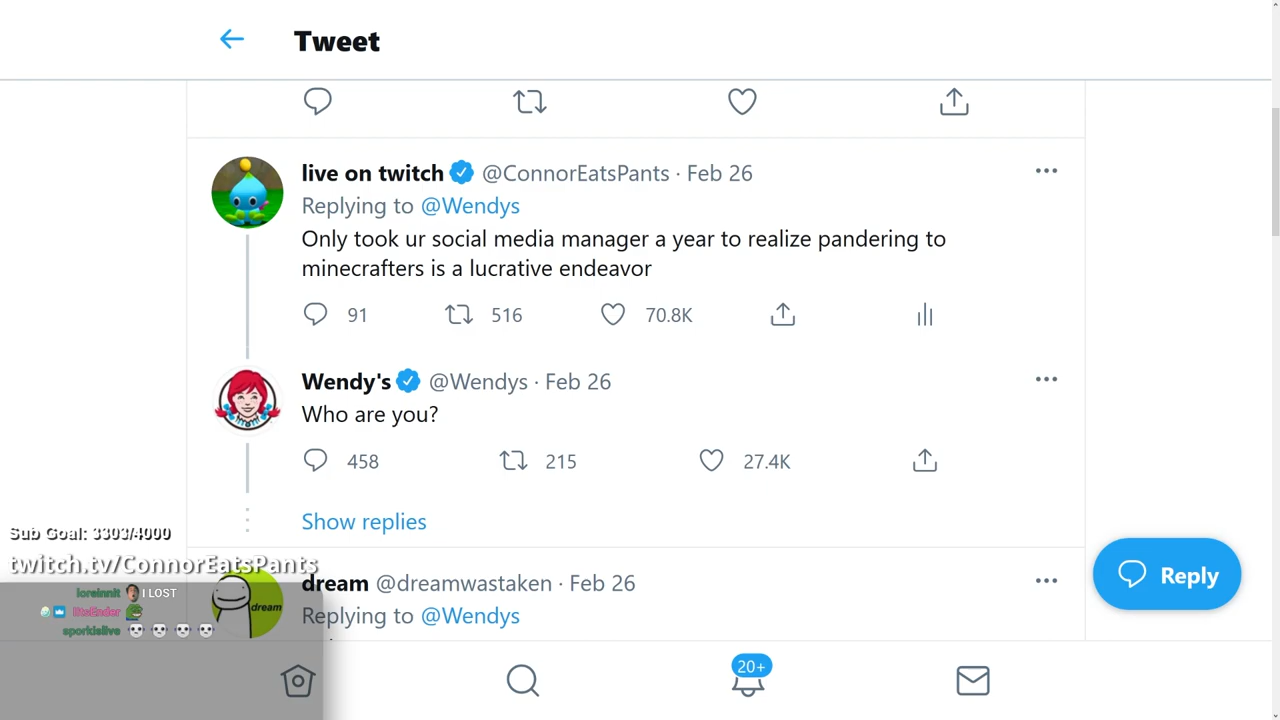 Tweet
live on twitch @ConnorEatsPants · Feb 26
Replying to @Wendys
Only took ur social media manager a year to realize pandering to
minecrafters is a lucrative endeavor
91 516 70.8K
Wendy's @Wendys · Feb 26
Who are you?
458 215 27.4K
Show replies
dream @dreamwastaken · Feb 26
Replying to @Wendys
dream
Reply
20+
Sub Goal: 3303/4000
twitch.tv/ConnorEatsPants
loreinnit I LOST
sporkielive